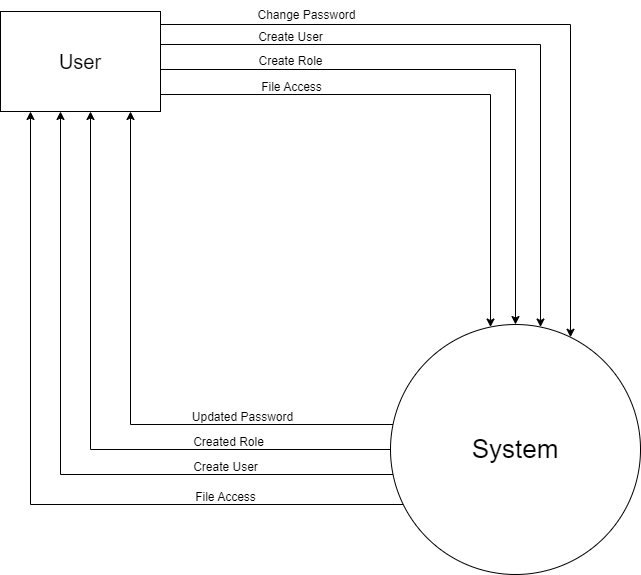 Change Password
Create User
User
Create Role
File Access
Updated Password
Created Role
System
Create User
File Access